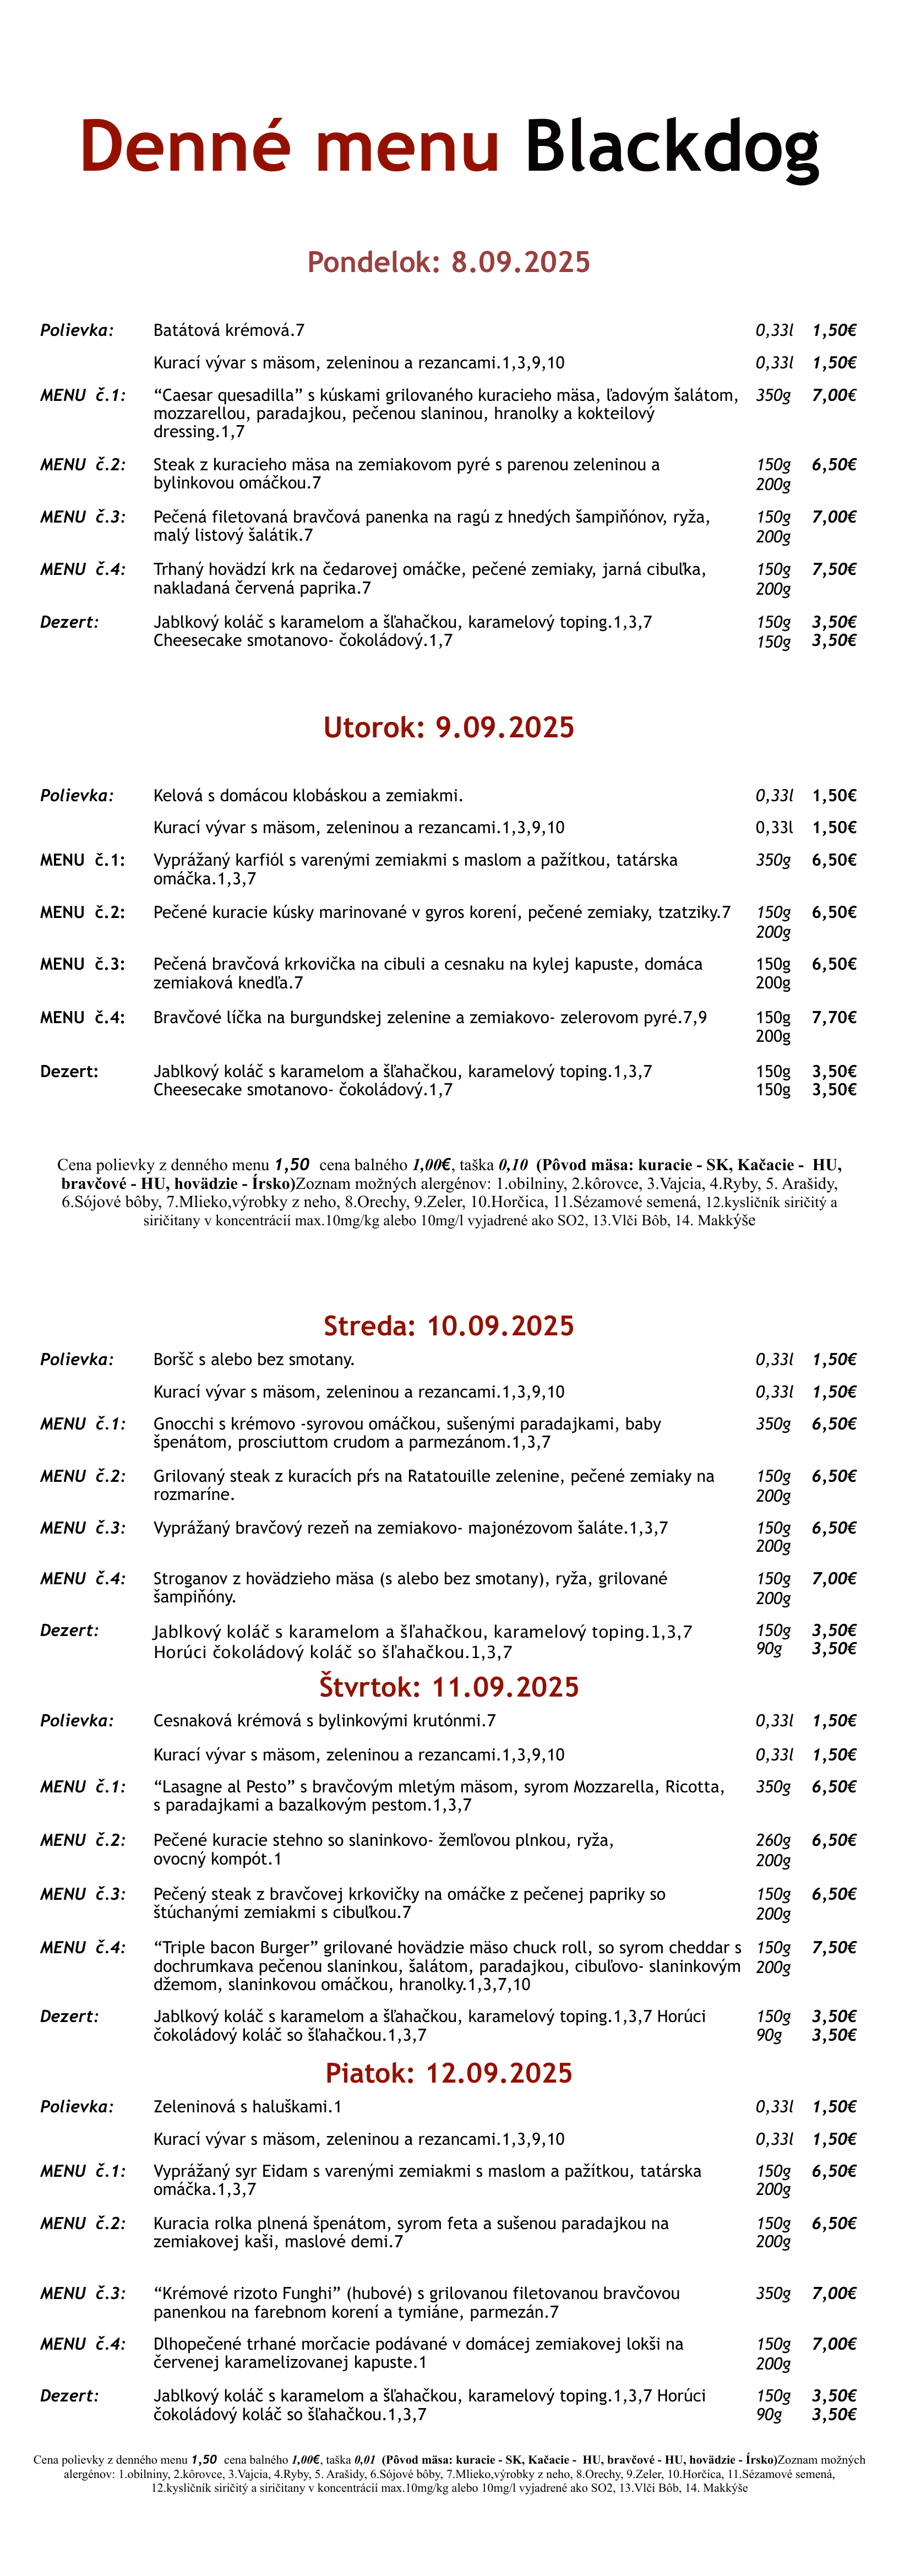 Denné menu Blackdog
Pondelok: 8.09.2025
Polievka: Batátová krémová.7 0,33l 1,50€
Kurací vývar s mäsom, zeleninou a rezancami.1,3,9,10 0,33l 1,50€
MENU č.1: “Caesar quesadilla” s kúskami grilovaného kuracieho mäsa, ľadovým šalátom, 350g 7,00€
mozzarellou, paradajkou, pečenou slaninou, hranolky a kokteilový
dressing.1,7
MENU č.2: Steak z kuracieho mäsa na zemiakovom pyré s parenou zeleninou a 150g 6,50€
bylinkovou omáčkou.7 200g
MENU č.3: Pečená filetovaná bravčová panenka na ragú z hnedých šampiňónov, ryža, 150g 7,00€
malý listový šalátik.7 200g
MENU č.4: Trhaný hovädzí krk na čedarovej omáčke, pečené zemiaky, jarná cibuľka, 150g 7,50€
nakladaná červená paprika.7 200g
Dezert: Jablkový koláč s karamelom a šľahačkou, karamelový toping.1,3,7 150g 3,50€
Cheesecake smotanovo- čokoládový.1,7 150g 3,50€
Utorok: 9.09.2025
Polievka: Kelová s domácou klobáskou a zemiakmi. 0,33l 1,50€
Kurací vývar s mäsom, zeleninou a rezancami.1,3,9,10 0,33l 1,50€
MENU č.1: Vyprážaný karfiól s varenými zemiakmi s maslom a pažítkou, tatárska 350g 6,50€
omáčka.1,3,7
MENU č.2: Pečené kuracie kúsky marinované v gyros korení, pečené zemiaky, tzatziky.7 150g 6,50€
200g
MENU č.3: Pečená bravčová krkovička na cibuli a cesnaku na kylej kapuste, domáca 150g 6,50€
zemiaková knedľa.7 200g
MENU č.4: Bravčové líčka na burgundskej zelenine a zemiakovo- zelerovom pyré.7,9 150g 7,70€
200g
Dezert: Jablkový koláč s karamelom a šľahačkou, karamelový toping.1,3,7 150g 3,50€
Cheesecake smotanovo- čokoládový.1,7 150g 3,50€
Cena polievky z denného menu 1,50 cena balného 1,00€, taška 0,10 (Pôvod mäsa: kuracie - SK, Kačacie - HU,
bravčové - HU, hovädzie - Írsko)Zoznam možných alergénov: 1.obilniny, 2.kôrovce, 3.Vajcia, 4.Ryby, 5. Arašidy,
6.Sójové bôby, 7.Mlieko,výrobky z neho, 8.Orechy, 9.Zeler, 10.Horčica, 11.Sézamové semená, 12.kysličník siričitý a
siričitany v koncentrácií max.10mg/kg alebo 10mg/l vyjadrené ako SO2, 13.Vlči Bôb, 14. Makkýše
Streda: 10.09.2025
Polievka: Boršč s alebo bez smotany. 0,33l 1,50€
Kurací vývar s mäsom, zeleninou a rezancami.1,3,9,10 0,33l 1,50€
MENU č.1: Gnocchi s krémovo -syrovou omáčkou, sušenými paradajkami, baby 350g 6,50€
špenátom, prosciuttom crudom a parmezánom.1,3,7
MENU č.2: Grilovaný steak z kuracích pŕs na Ratatouille zelenine, pečené zemiaky na 150g 6,50€
rozmaríne. 200g
MENU č.3: Vyprážaný bravčový rezeň na zemiakovo- majonézovom šaláte.1,3,7 150g 6,50€
200g
MENU č.4: Stroganov z hovädzieho mäsa (s alebo bez smotany), ryža, grilované 150g 7,00€
šampiňóny. 200g
Dezert: Jablkový koláč s karamelom a šľahačkou, karamelový toping.1,3,7 150g 3,50€
Horúci čokoládový koláč so šľahačkou.1,3,7 90g 3,50€
Štvrtok: 11.09.2025
Polievka: Cesnaková krémová s bylinkovými krutónmi.7 0,33l 1,50€
Kurací vývar s mäsom, zeleninou a rezancami.1,3,9,10 0,33l 1,50€
MENU č.1: “Lasagne al Pesto” s bravčovým mletým mäsom, syrom Mozzarella, Ricotta, 350g 6,50€
s paradajkami a bazalkovým pestom.1,3,7
MENU č.2: Pečené kuracie stehno so slaninkovo- žemľovou plnkou, ryža, 260g 6,50€
ovocný kompót.1 200g
MENU č.3: Pečený steak z bravčovej krkovičky na omáčke z pečenej papriky so 150g 6,50€
štúchanými zemiakmi s cibuľkou.7 200g
MENU č.4: “Triple bacon Burger” grilované hovädzie mäso chuck roll, so syrom cheddar s 150g 7,50€
dochrumkava pečenou slaninkou, šalátom, paradajkou, cibuľovo- slaninkovým 200g
džemom, slaninkovou omáčkou, hranolky.1,3,7,10
Dezert: Jablkový koláč s karamelom a šľahačkou, karamelový toping.1,3,7 Horúci 150g 3,50€
čokoládový koláč so šľahačkou.1,3,7 90g 3,50€
Piatok: 12.09.2025
Polievka: Zeleninová s haluškami.1 0,33l 1,50€
Kurací vývar s mäsom, zeleninou a rezancami.1,3,9,10 0,33l 1,50€
MENU č.1: Vyprážaný syr Eidam s varenými zemiakmi s maslom a pažítkou, tatárska 150g 6,50€
omáčka.1,3,7 200g
MENU č.2: Kuracia rolka plnená špenátom, syrom feta a sušenou paradajkou na 150g 6,50€
zemiakovej kaši, maslové demi.7 200g
MENU č.3: “Krémové rizoto Funghi” (hubové) s grilovanou filetovanou bravčovou 350g 7,00€
panenkou na farebnom korení a tymiáne, parmezán.7
MENU č.4: Dlhopečené trhané morčacie podávané v domácej zemiakovej lokši na 150g 7,00€
červenej karamelizovanej kapuste.1 200g
Dezert: Jablkový koláč s karamelom a šľahačkou, karamelový toping.1,3,7 Horúci 150g 3,50€
čokoládový koláč so šľahačkou.1,3,7 90g 3,50€
Cena polievky z denného menu 1,50 cena balného 1,00€, taška 0,01 (Pôvod mäsa: kuracie - SK, Kačacie - HU, bravčové - HU, hovädzie - Írsko)Zoznam možných
alergénov: 1.obilniny, 2.kôrovce, 3.Vajcia, 4.Ryby, 5. Arašidy, 6.Sójové bôby, 7.Mlieko,výrobky z neho, 8.Orechy, 9.Zeler, 10.Horčica, 11.Sézamové semená,
12.kysličník siričitý a siričitany v koncentrácií max.10mg/kg alebo 10mg/l vyjadrené ako SO2, 13.Vlči Bôb, 14. Makkýše